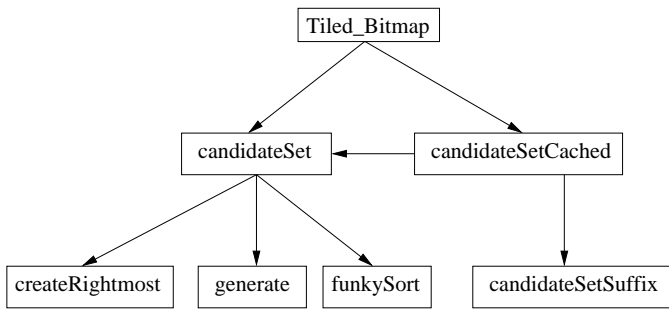 Tiled_Bitmap
candidateSet
candidateSetCached
createRightmost
generate
funkySort
candidateSetSuffix